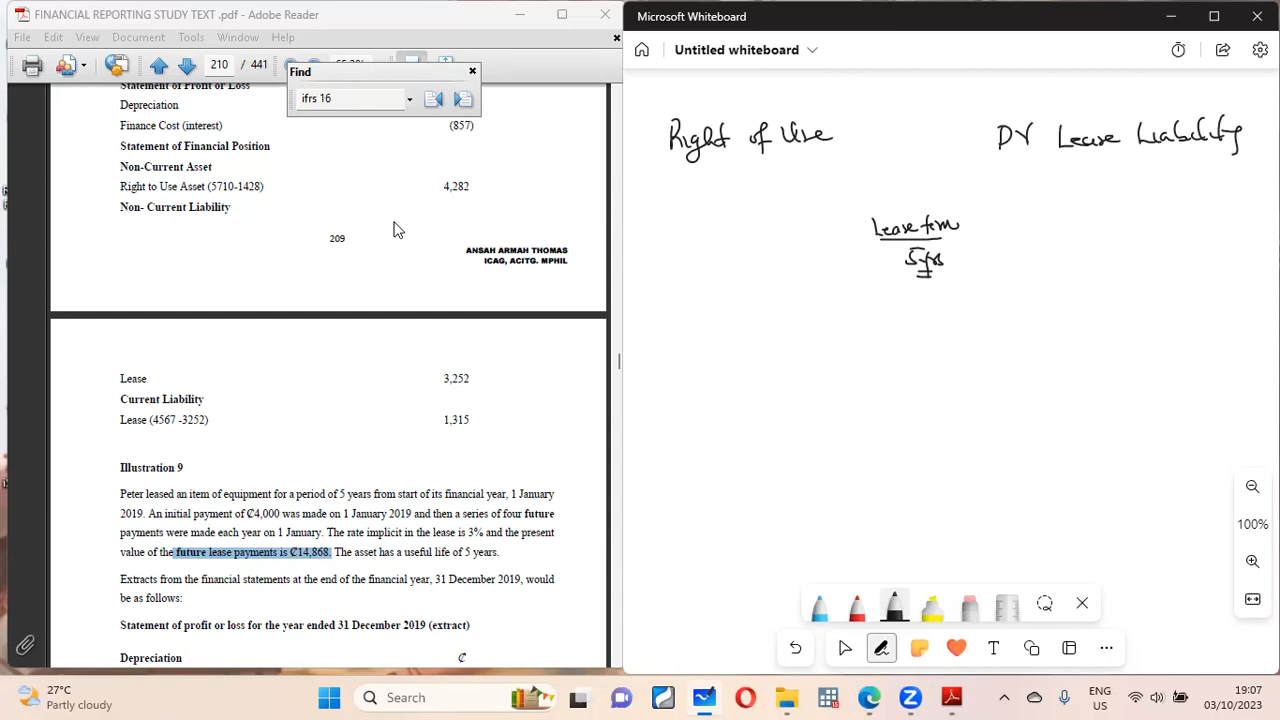 FINANCIAL REPORTING STUDY TEXT .pdf - Adobe Reader
File Edit View Document Tools Window Help
210 / 441
Find
ifrs 16
Statement of Profit or Loss
Depreciation
Finance Cost (interest) (857)
Statement of Financial Position
Non-Current Asset
Right to Use Asset (5710-1428) 4,282
Non- Current Liability
209
ANSAH ARMAH THOMAS
ICAG, ACITG. MPHIL
Lease 3,252
Current Liability
Lease (4567 -3252) 1,315
Illustration 9
Peter leased an item of equipment for a period of 5 years from start of its financial year, 1 January
2019. An initial payment of ₵4,000 was made on 1 January 2019 and then a series of four future
payments were made each year on 1 January. The rate implicit in the lease is 3% and the present
value of the future lease payments is ₵14,868. The asset has a useful life of 5 years.
Extracts from the financial statements at the end of the financial year, 31 December 2019, would
be as follows:
Statement of profit or loss for the year ended 31 December 2019 (extract)
Depreciation ₵
Microsoft Whiteboard
Untitled whiteboard
Right of Use DY Lease Liability
Lease term
5yrs
100%
T
27°C
Partly cloudy
Search
ENG
US
19:07
03/10/2023